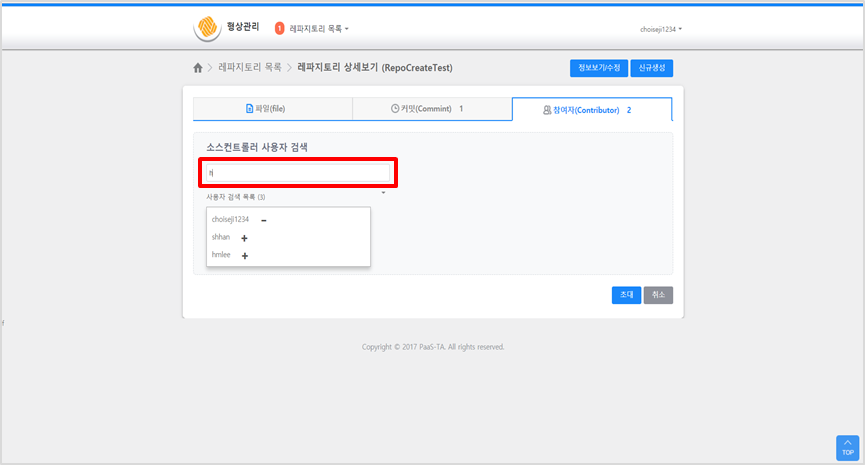 형상관리 1 레파지토리 목록 choiseji1234
레파지토리 목록 > 레파지토리 상세보기 (RepoCreateTest) 정보보기/수정 신규생성
파일(file) 커밋(Commint) 1 참여자(Contributor) 2
소스컨트롤러 사용자 검색
h
사용자 검색 목록 (3)
choiseji1234 −
shhan +
hmlee +
초대 취소
f
Copyright © 2017 PaaS-TA. All rights reserved.
TOP